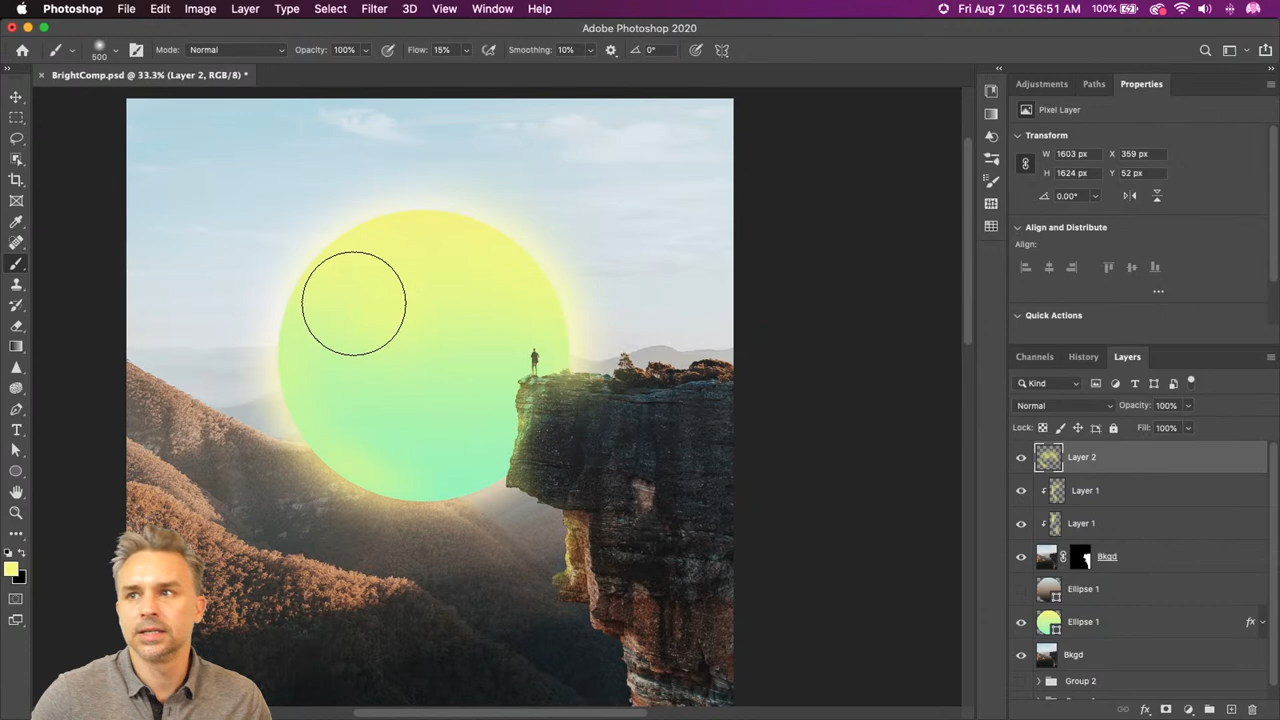 Photoshop File Edit Image Layer Type Select Filter 3D View Window Help 100% Fri Aug 7 10:56:51 AM
Adobe Photoshop 2020
500 Mode: Normal Opacity: 100% Flow: 15% Smoothing: 10% 0°
BrightComp.psd @ 33.3% (Layer 2, RGB/8) *
Adjustments Paths Properties
Pixel Layer
Transform
W 1603 px X 359 px
H 1624 px Y 52 px
0.00°
Align and Distribute
Align:
Quick Actions
Channels History Layers
Kind
Normal Opacity: 100%
Lock: Fill: 100%
Layer 2
Layer 1
Layer 1
Bkgd
Ellipse 1
Ellipse 1 fx
Bkgd
Group 2